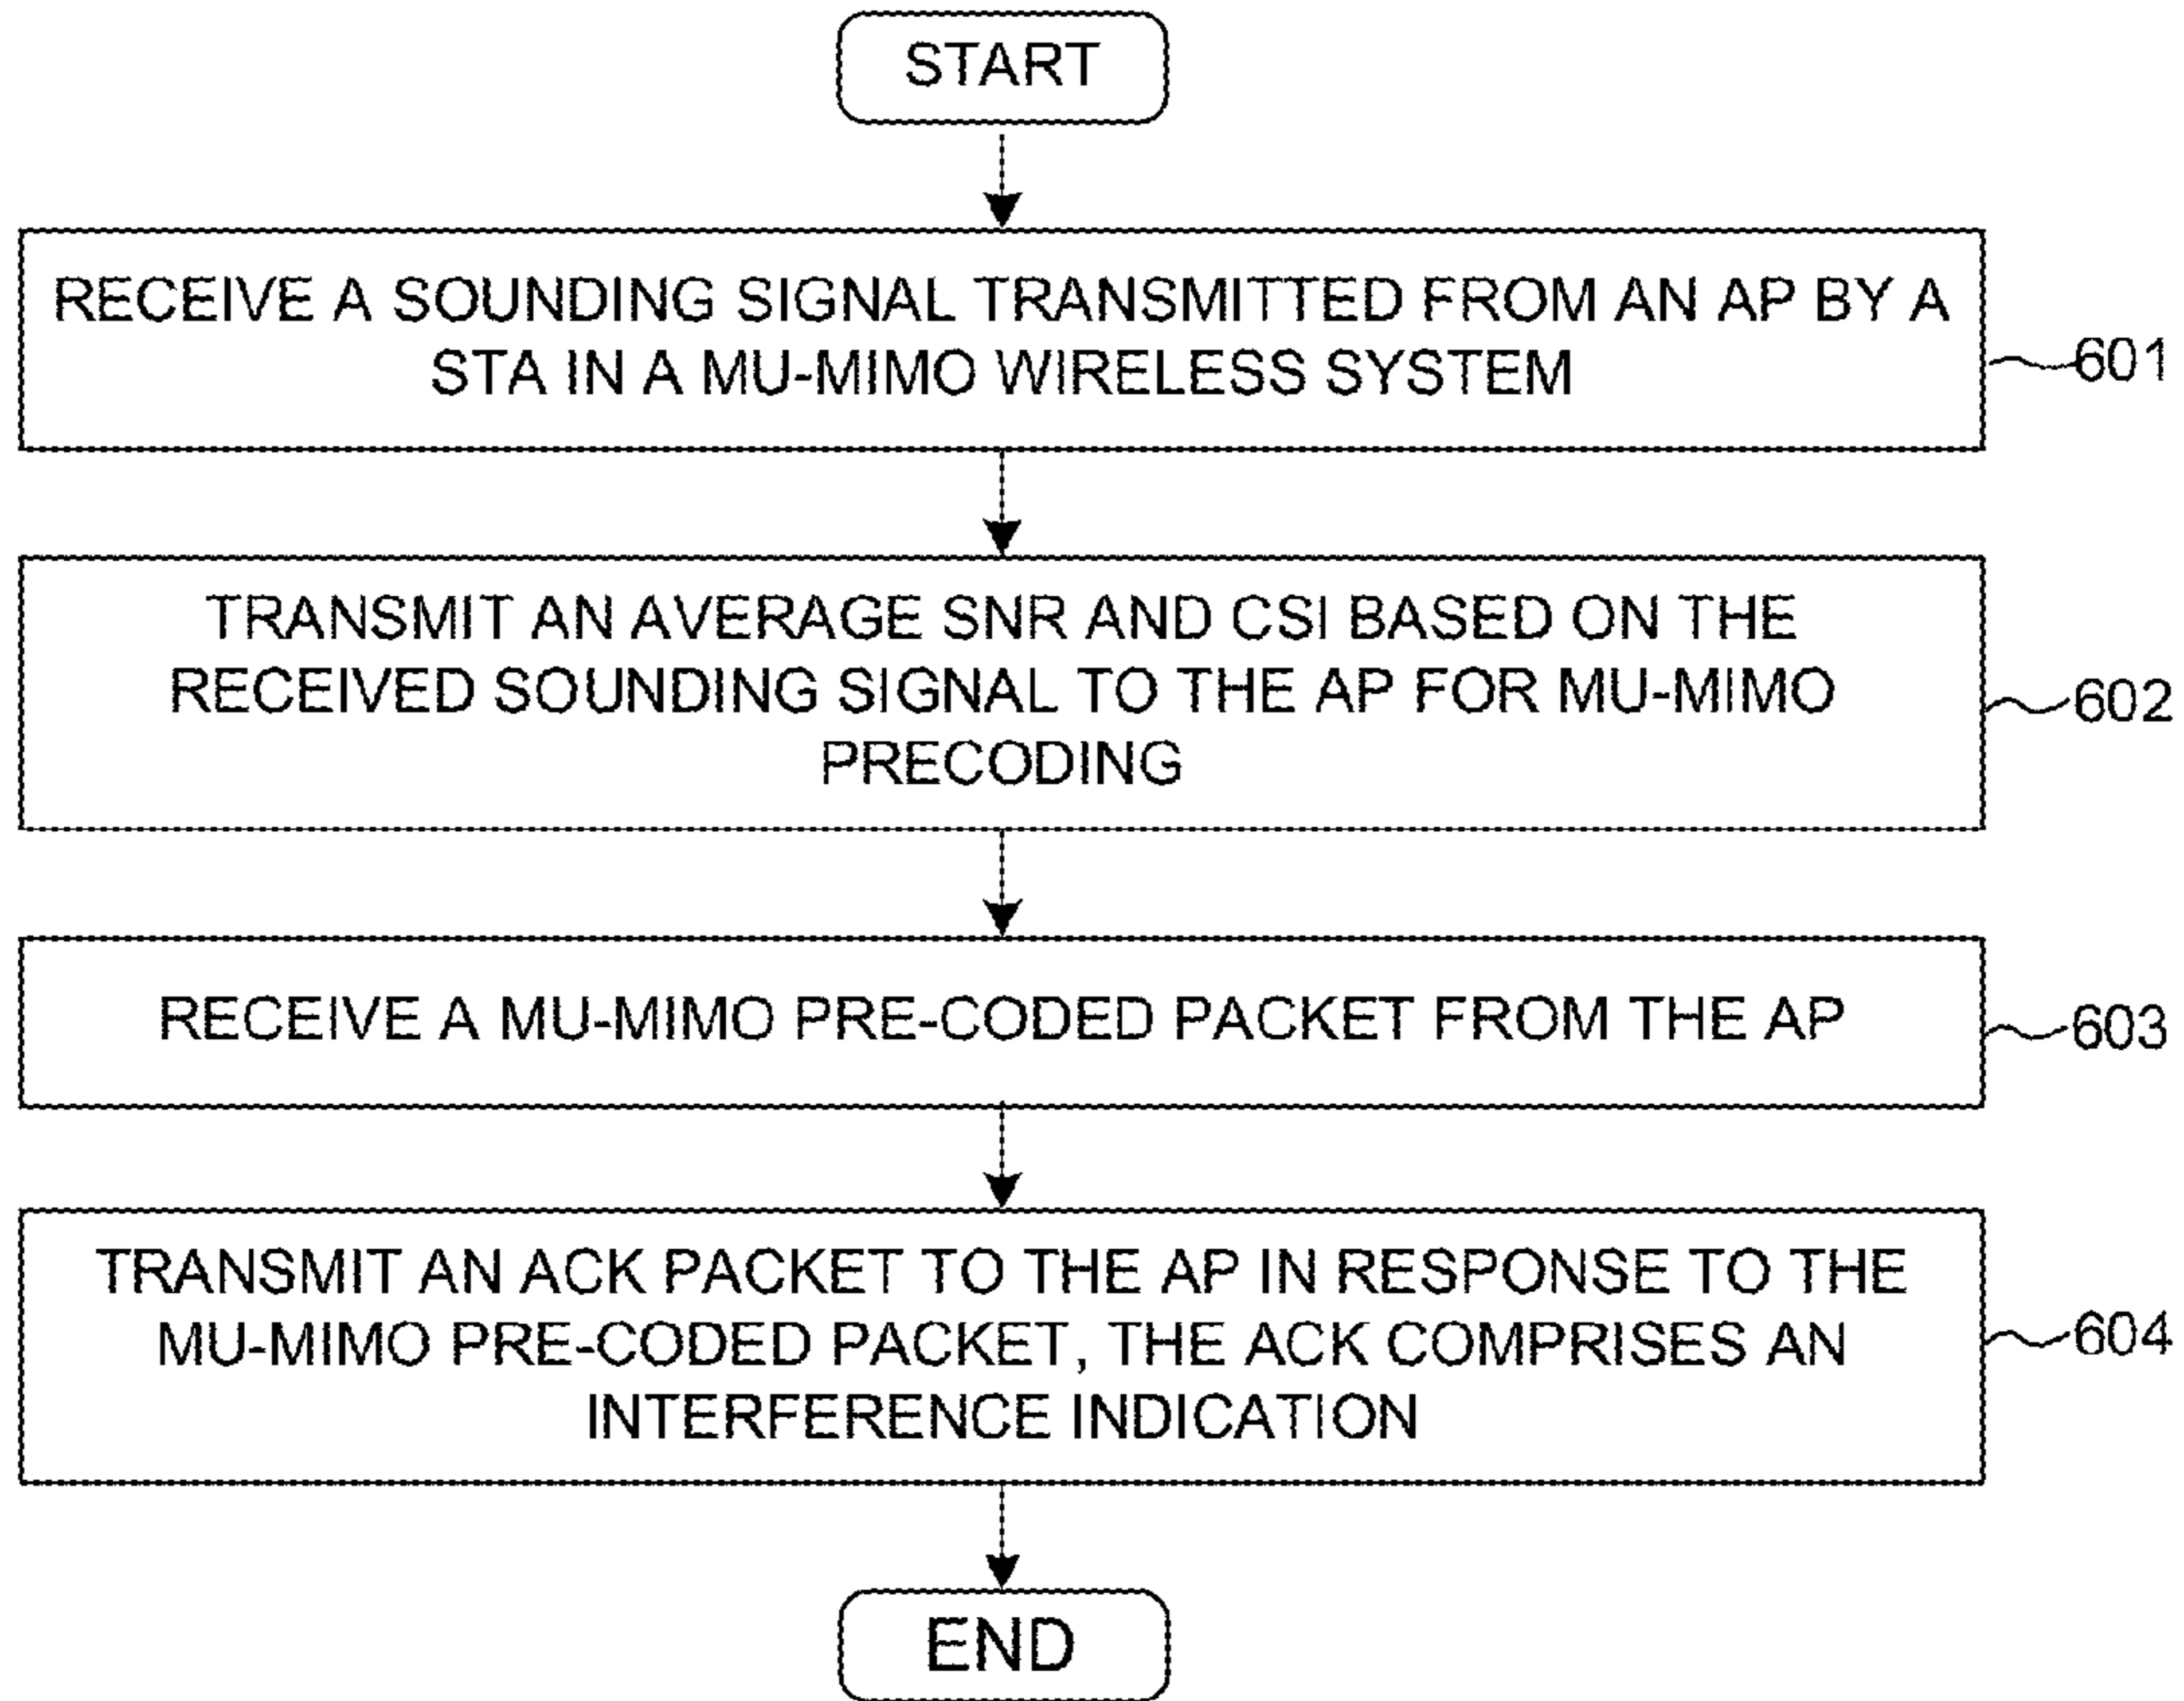 START
RECEIVE A SOUNDING SIGNAL TRANSMITTED FROM AN AP BY A
STA IN A MU-MIMO WIRELESS SYSTEM
601
TRANSMIT AN AVERAGE SNR AND CSI BASED ON THE
RECEIVED SOUNDING SIGNAL TO THE AP FOR MU-MIMO
PRECODING
602
RECEIVE A MU-MIMO PRE-CODED PACKET FROM THE AP
603
TRANSMIT AN ACK PACKET TO THE AP IN RESPONSE TO THE
MU-MIMO PRE-CODED PACKET, THE ACK COMPRISES AN
INTERFERENCE INDICATION
604
END